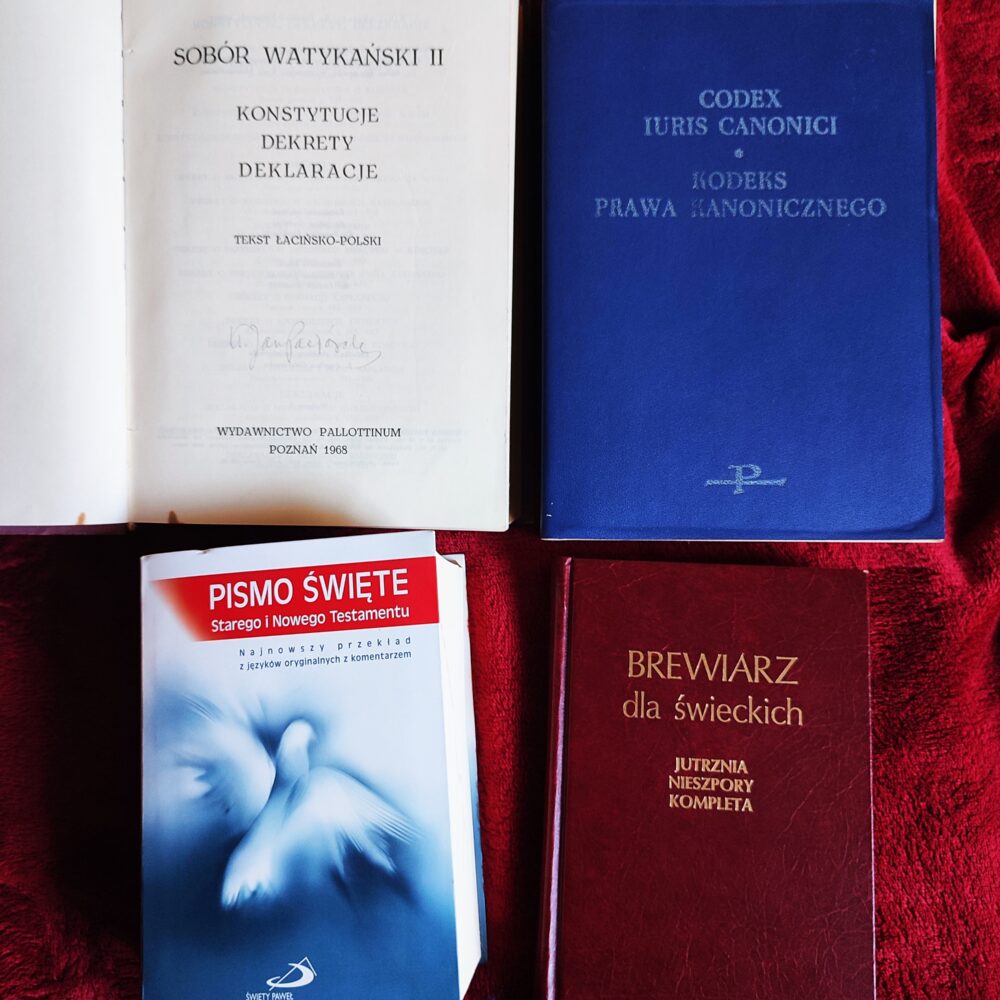 SOBÓR WATYKAŃSKI II
KONSTYTUCJE
DEKRETY
DEKLARACJE
TEKST ŁACIŃSKO-POLSKI
WYDAWNICTWO PALLOTTINUM
POZNAŃ 1968
CODEX
IURIS CANONICI
*
KODEKS
PRAWA KANONICZNEGO
P
PISMO ŚWIĘTE
Starego i Nowego Testamentu
Najnowszy przekład
z języków oryginalnych z komentarzem
ŚWIĘTY PAWEŁ
BREWIARZ
dla świeckich
JUTRZNIA
NIESZPORY
KOMPLETA